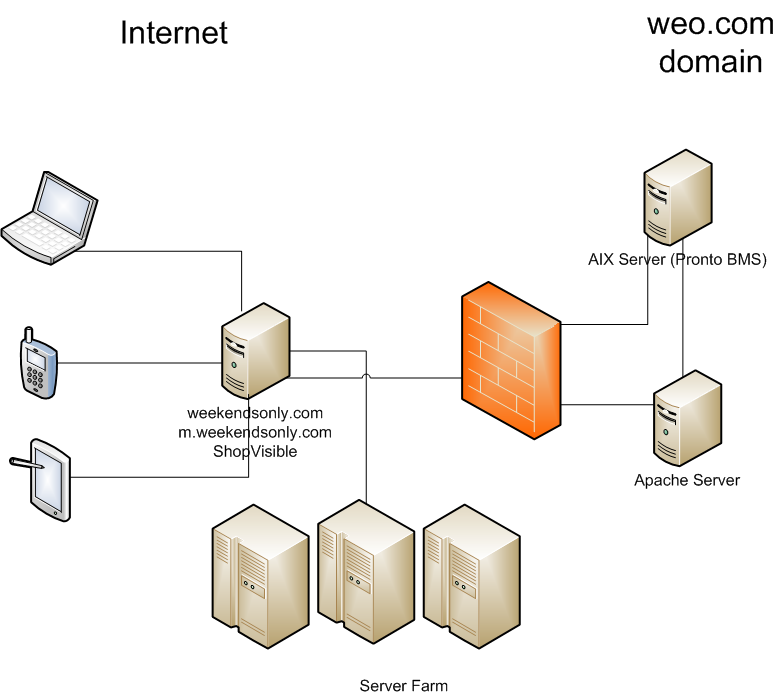 Internet
weo.com
domain
AIX Server (Pronto BMS)
weekendsonly.com
m.weekendsonly.com
ShopVisible
Apache Server
Server Farm